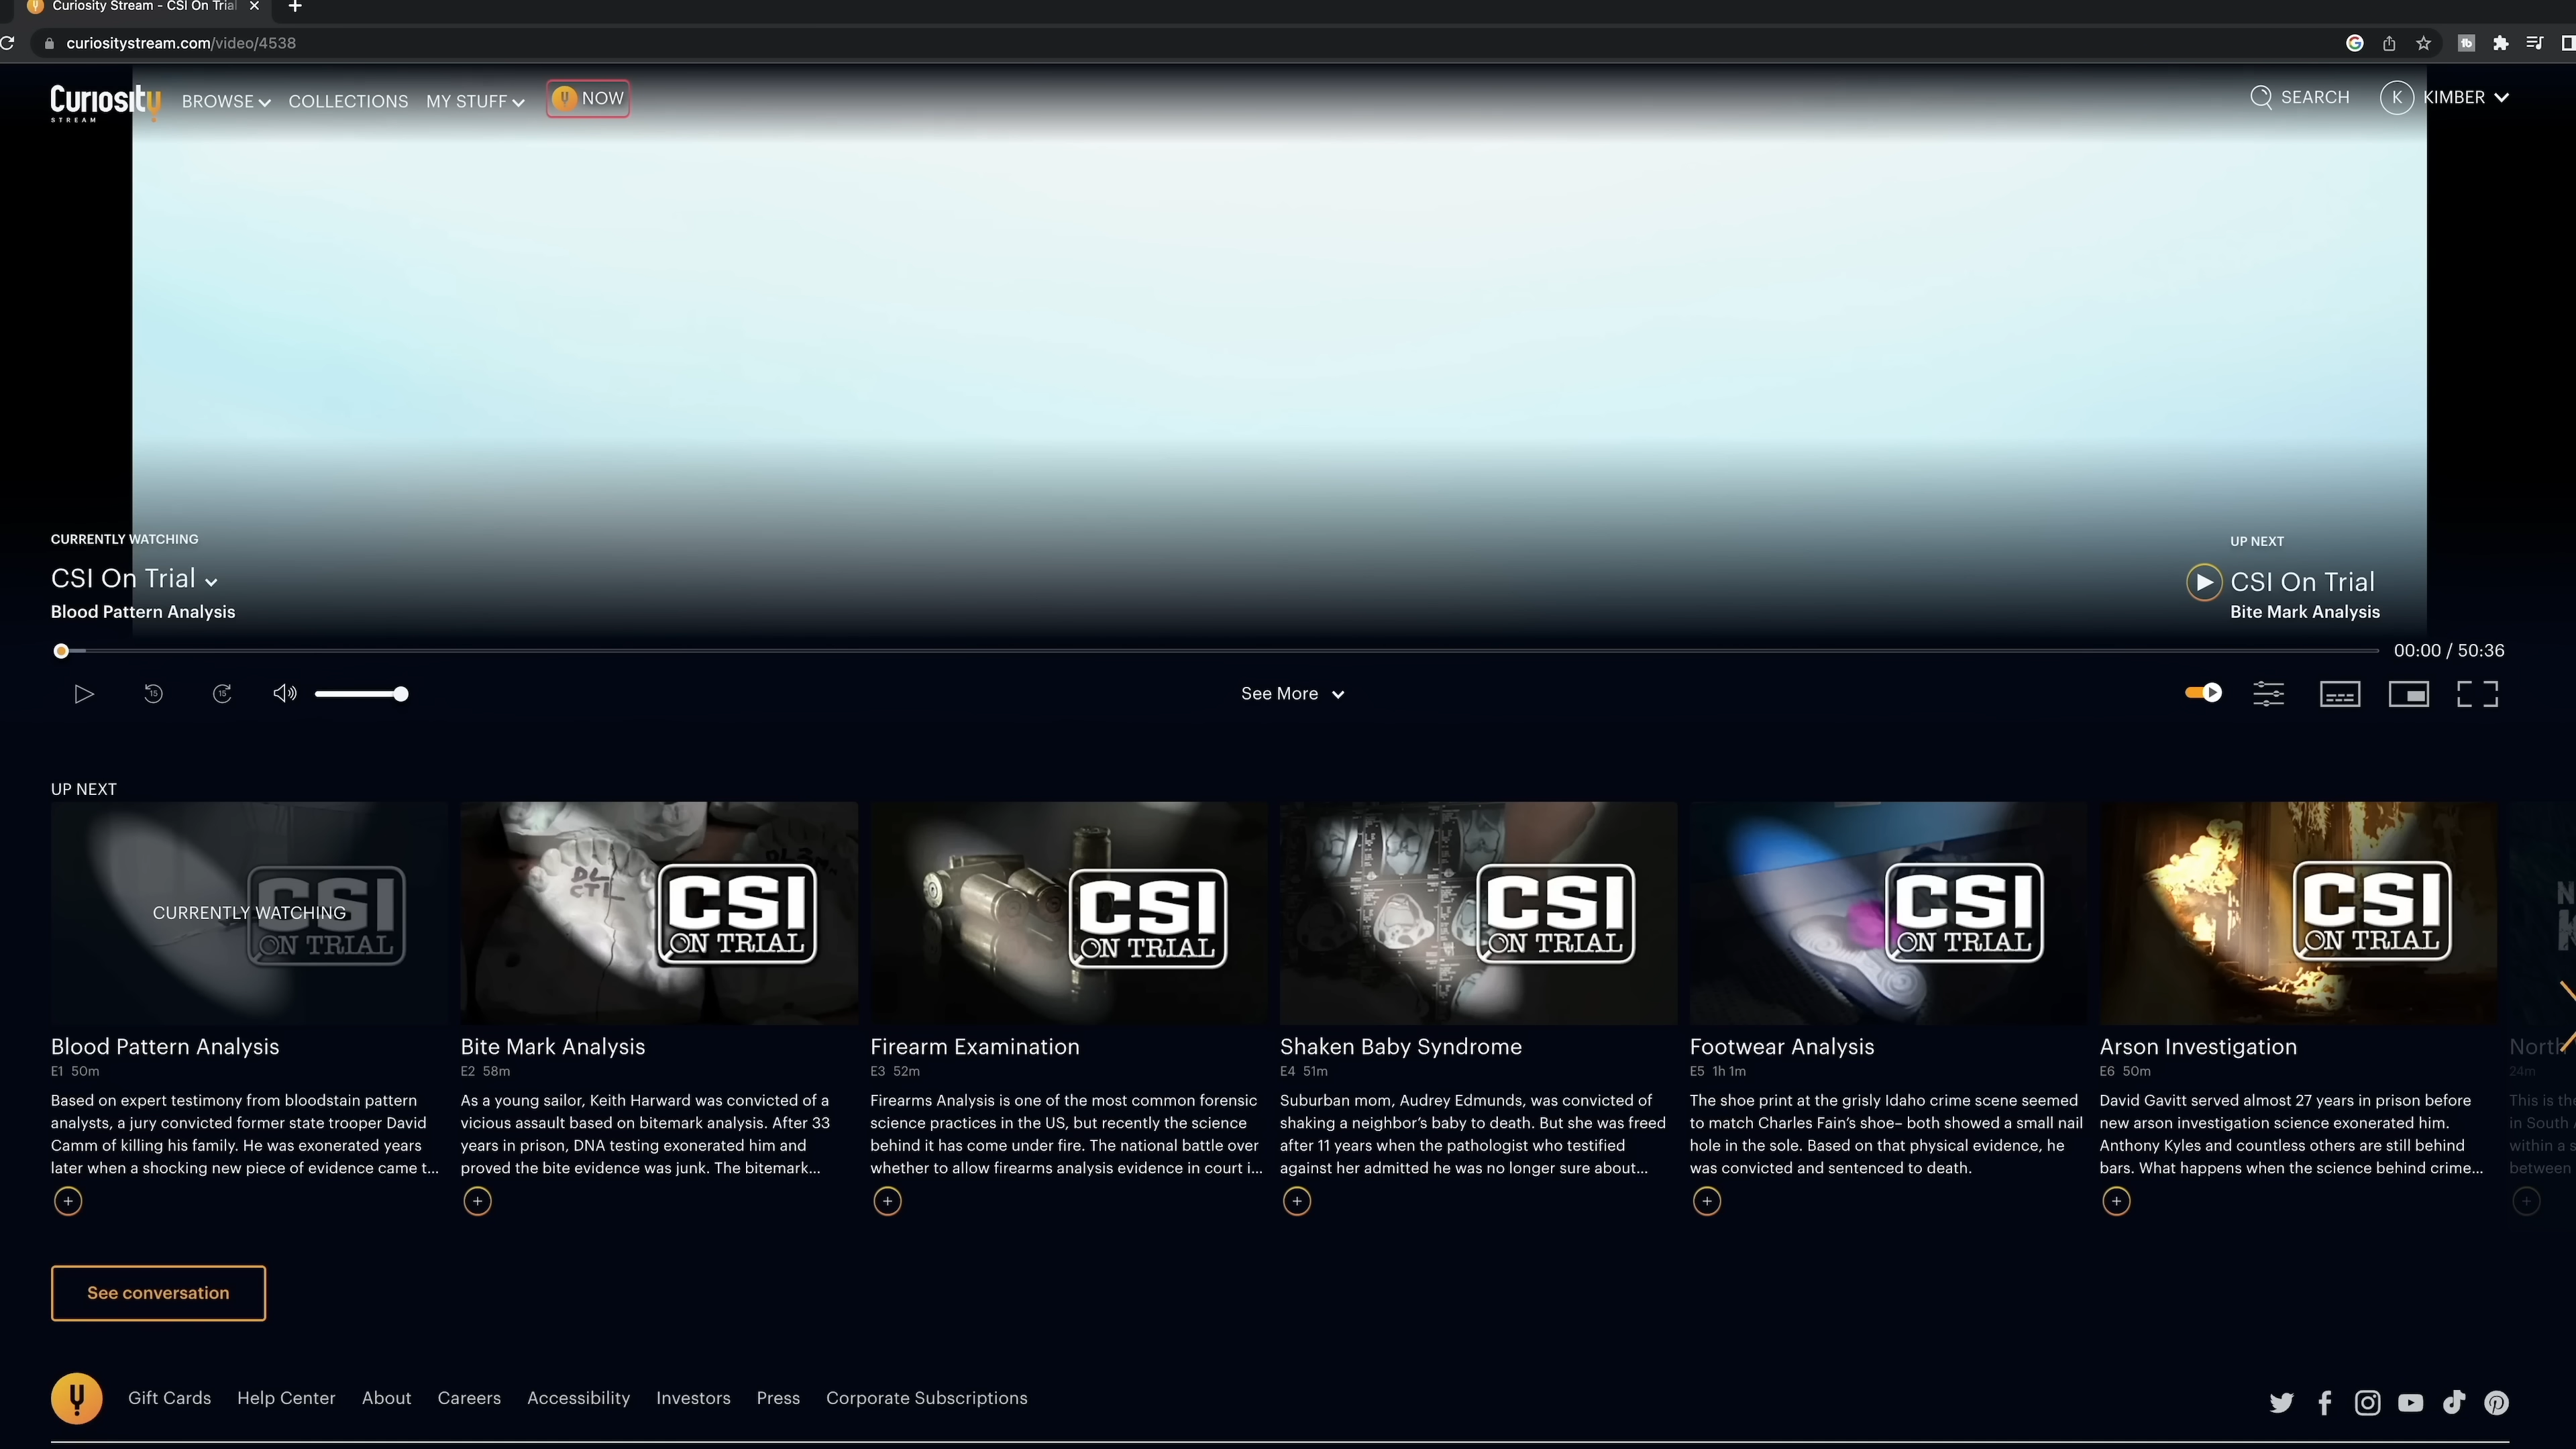 Curiosity Stream - CSI On Trial
curiositystream.com/video/4538
Curiosity
STREAM
BROWSE
COLLECTIONS
MY STUFF
NOW
SEARCH
K
KIMBER
CURRENTLY WATCHING
CSI On Trial
Blood Pattern Analysis
UP NEXT
CSI On Trial
Bite Mark Analysis
00:00 / 50:36
15
15
See More
UP NEXT
CURRENTLY WATCHING
CSI
ON TRIAL
DL
CTL
CSI
ON TRIAL
CSI
ON TRIAL
CSI
ON TRIAL
CSI
ON TRIAL
CSI
ON TRIAL
Blood Pattern Analysis
E1 50m
Based on expert testimony from bloodstain pattern
analysts, a jury convicted former state trooper David
Camm of killing his family. He was exonerated years
later when a shocking new piece of evidence came t...
Bite Mark Analysis
E2 58m
As a young sailor, Keith Harward was convicted of a
vicious assault based on bitemark analysis. After 33
years in prison, DNA testing exonerated him and
proved the bite evidence was junk. The bitemark...
Firearm Examination
E3 52m
Firearms Analysis is one of the most common forensic
science practices in the US, but recently the science
behind it has come under fire. The national battle over
whether to allow firearms analysis evidence in court i...
Shaken Baby Syndrome
E4 51m
Suburban mom, Audrey Edmunds, was convicted of
shaking a neighbor’s baby to death. But she was freed
after 11 years when the pathologist who testified
against her admitted he was no longer sure about...
Footwear Analysis
E5 1h 1m
The shoe print at the grisly Idaho crime scene seemed
to match Charles Fain’s shoe– both showed a small nail
hole in the sole. Based on that physical evidence, he
was convicted and sentenced to death.
Arson Investigation
E6 50m
David Gavitt served almost 27 years in prison before
new arson investigation science exonerated him.
Anthony Kyles and countless others are still behind
bars. What happens when the science behind crime...
North
24m
This is the
in South
within a s
between
See conversation
Gift Cards
Help Center
About
Careers
Accessibility
Investors
Press
Corporate Subscriptions